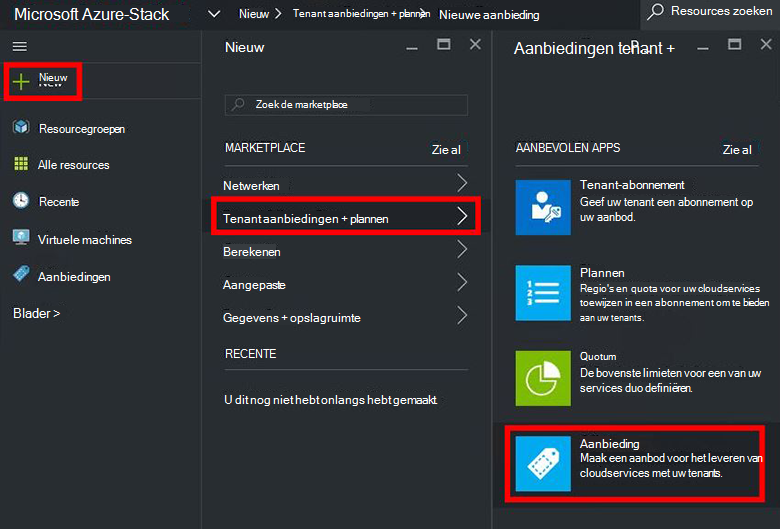 Microsoft Azure-Stack Nieuw > Tenant aanbiedingen + plannen > Nieuwe aanbieding Resources zoeken
Nieuw
New
Resourcegroepen
Alle resources
Recente
Virtuele machines
Aanbiedingen
Blader >
Nieuw
Zoek de marketplace
MARKETPLACE Zie al
Netwerken
Tenantaanbiedingen + plannen
Berekenen
Aangepaste
Gegevens + opslagruimte
RECENTE
U dit nog niet hebt onlangs hebt gemaakt.
Aanbiedingen tenant + P...
AANBEVOLEN APPS Zie al
Tenant-abonnement
Geef uw tenant een abonnement op
uw aanbod.
Plannen
Regio's en quota voor uw cloudservices
toewijzen in een abonnement om te bieden
aan uw tenants.
Quotum
De bovenste limieten voor een van uw
services duo definiëren.
Aanbieding
Maak een aanbod voor het leveren van
cloudservices met uw tenants.